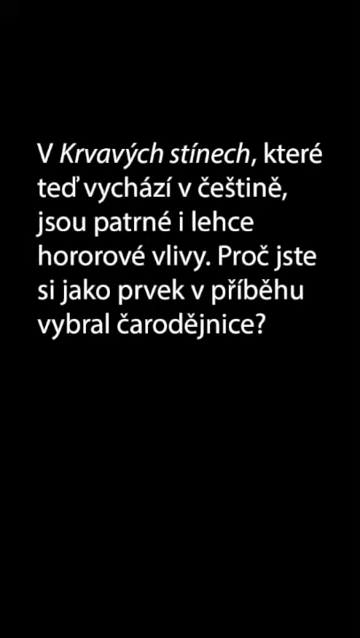 V Krvavých stínech, které
teď vychází v češtině,
jsou patrné i lehce
hororové vlivy. Proč jste
si jako prvek v příběhu
vybral čarodějnice?